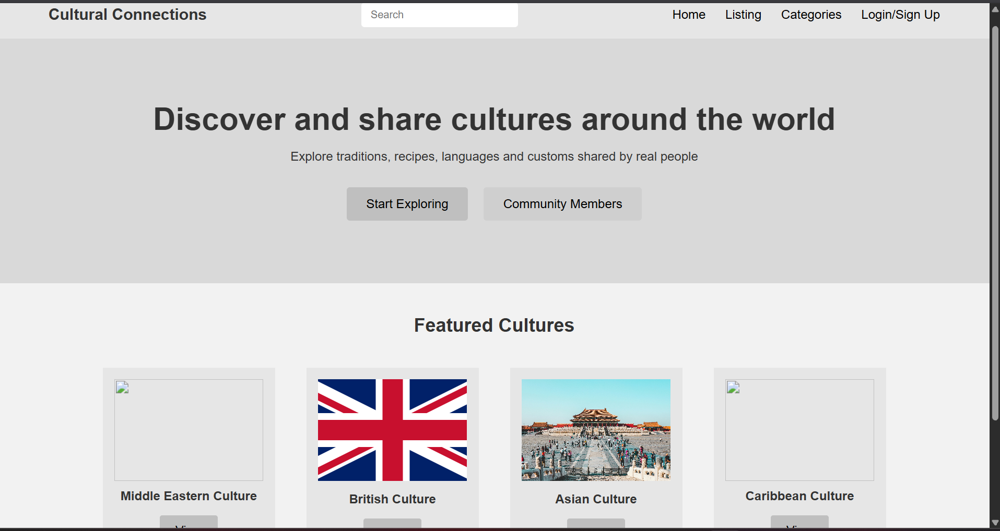 Cultural Connections
Search
Home Listing Categories Login/Sign Up
Discover and share cultures around the world
Explore traditions, recipes, languages and customs shared by real people
Start Exploring
Community Members
Featured Cultures
Middle Eastern Culture
British Culture
Asian Culture
Caribbean Culture